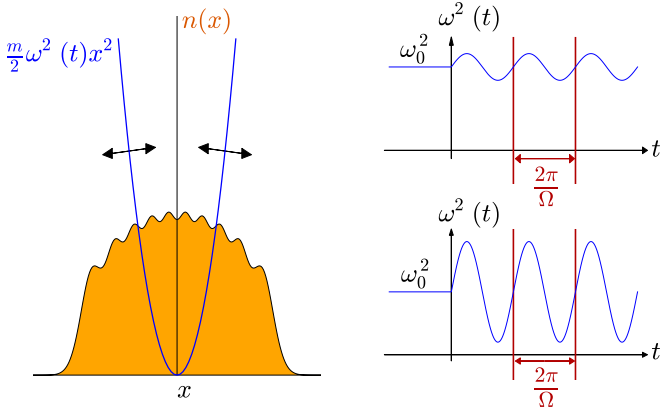 n(x)
m/2 ω² (t)x²
x
ω² (t)
ω₀²
t
2π/Ω
ω² (t)
ω₀²
t
2π/Ω